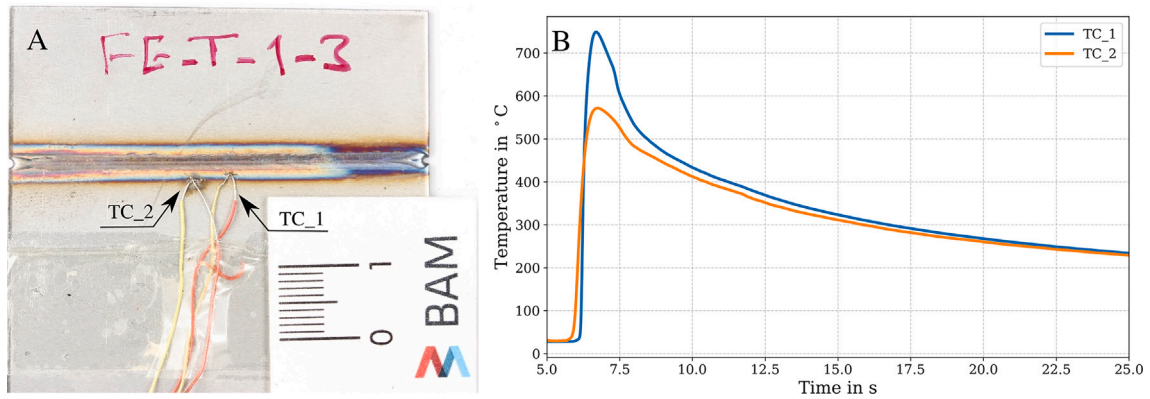 A
FE-T-1-3
TC_2
TC_1
1
0
BAM
B
TC_1
TC_2
Temperature in °C
700
600
500
400
300
200
100
0
5.0 7.5 10.0 12.5 15.0 17.5 20.0 22.5 25.0
Time in s